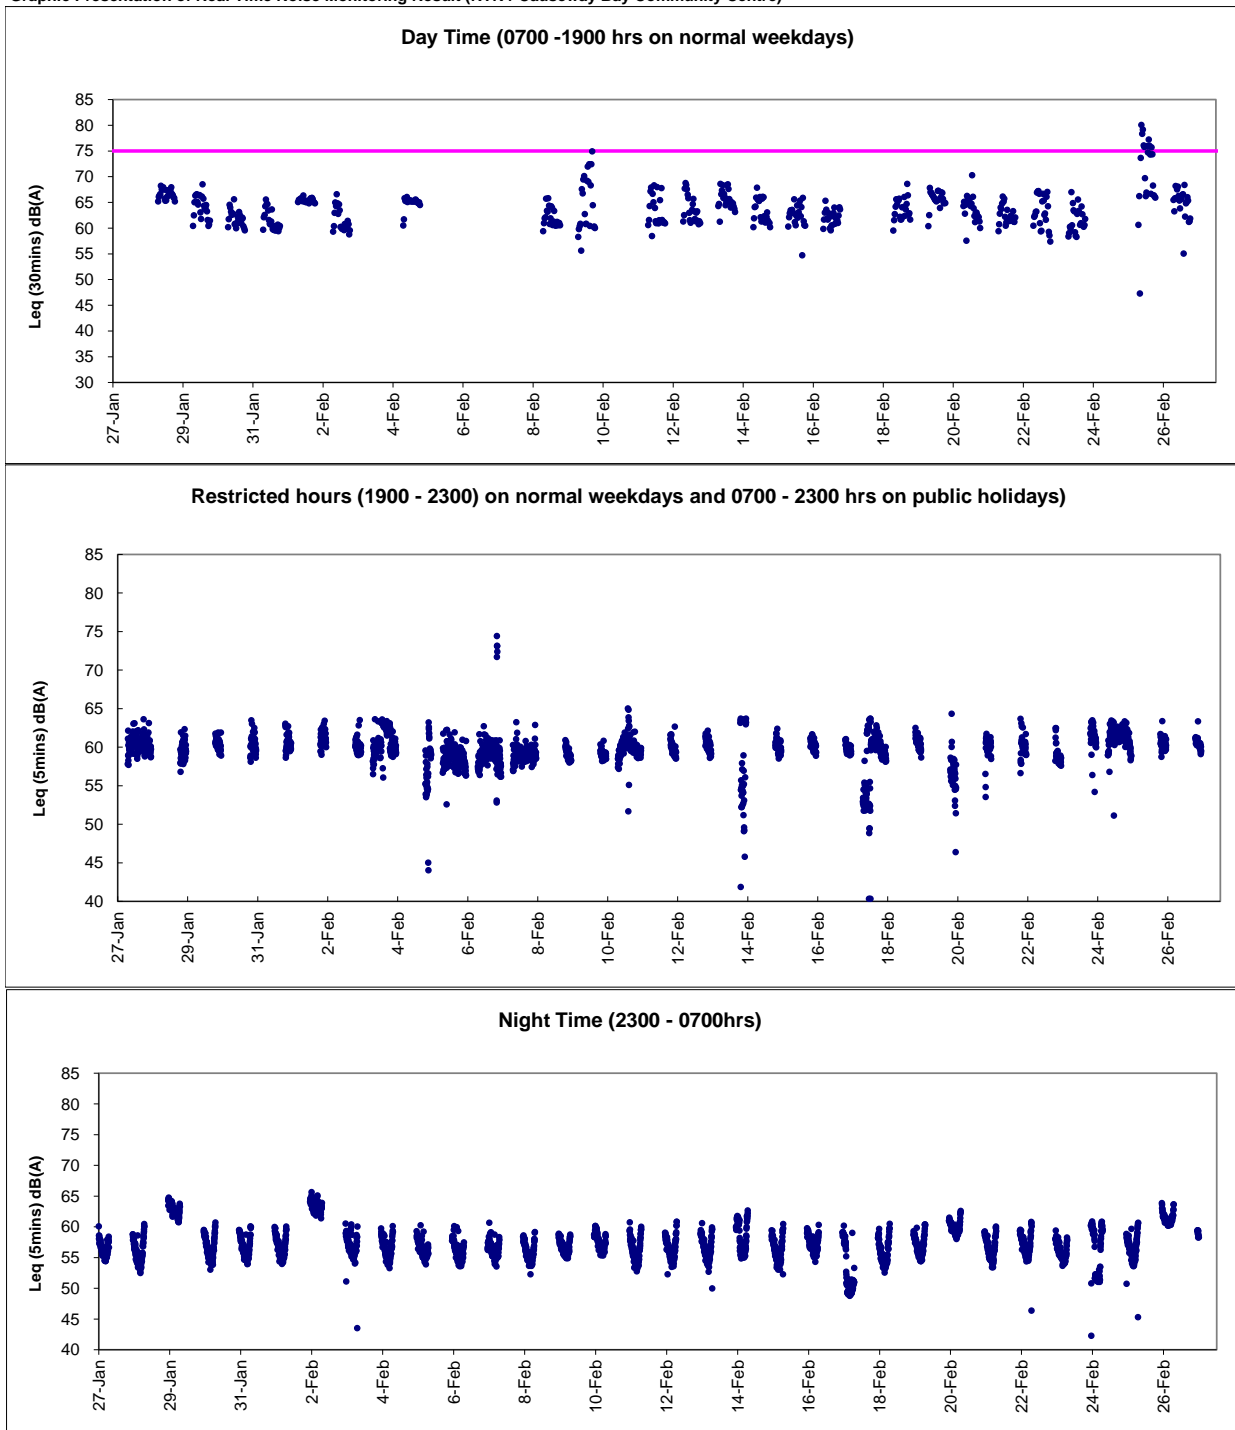 Day Time (0700 -1900 hrs on normal weekdays)
Leq (30mins) dB(A)
85
80
75
70
65
60
55
50
45
40
35
30
27-Jan
29-Jan
31-Jan
2-Feb
4-Feb
6-Feb
8-Feb
10-Feb
12-Feb
14-Feb
16-Feb
18-Feb
20-Feb
22-Feb
24-Feb
26-Feb
Restricted hours (1900 - 2300) on normal weekdays and 0700 - 2300 hrs on public holidays)
Leq (5mins) dB(A)
85
80
75
70
65
60
55
50
45
40
27-Jan
29-Jan
31-Jan
2-Feb
4-Feb
6-Feb
8-Feb
10-Feb
12-Feb
14-Feb
16-Feb
18-Feb
20-Feb
22-Feb
24-Feb
26-Feb
Night Time (2300 - 0700hrs)
Leq (5mins) dB(A)
85
80
75
70
65
60
55
50
45
40
27-Jan
29-Jan
31-Jan
2-Feb
4-Feb
6-Feb
8-Feb
10-Feb
12-Feb
14-Feb
16-Feb
18-Feb
20-Feb
22-Feb
24-Feb
26-Feb